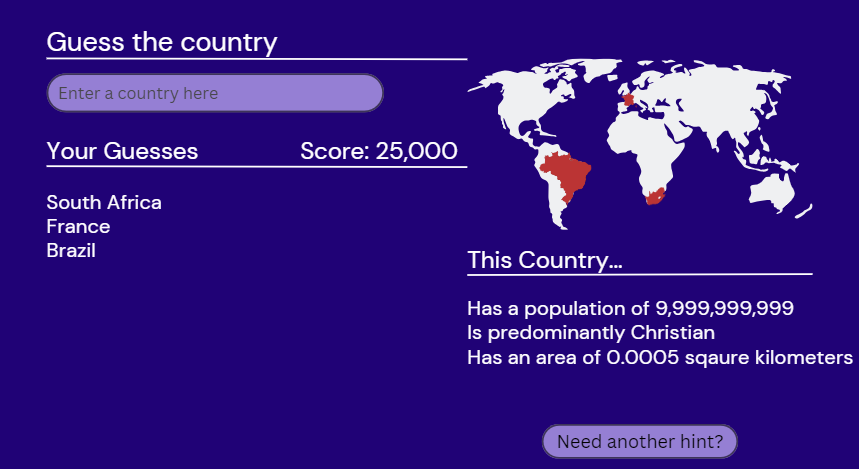 Guess the country
Enter a country here
Your Guesses
Score: 25,000
South Africa
France
Brazil
This Country...
Has a population of 9,999,999,999
Is predominantly Christian
Has an area of 0.0005 sqaure kilometers
Need another hint?